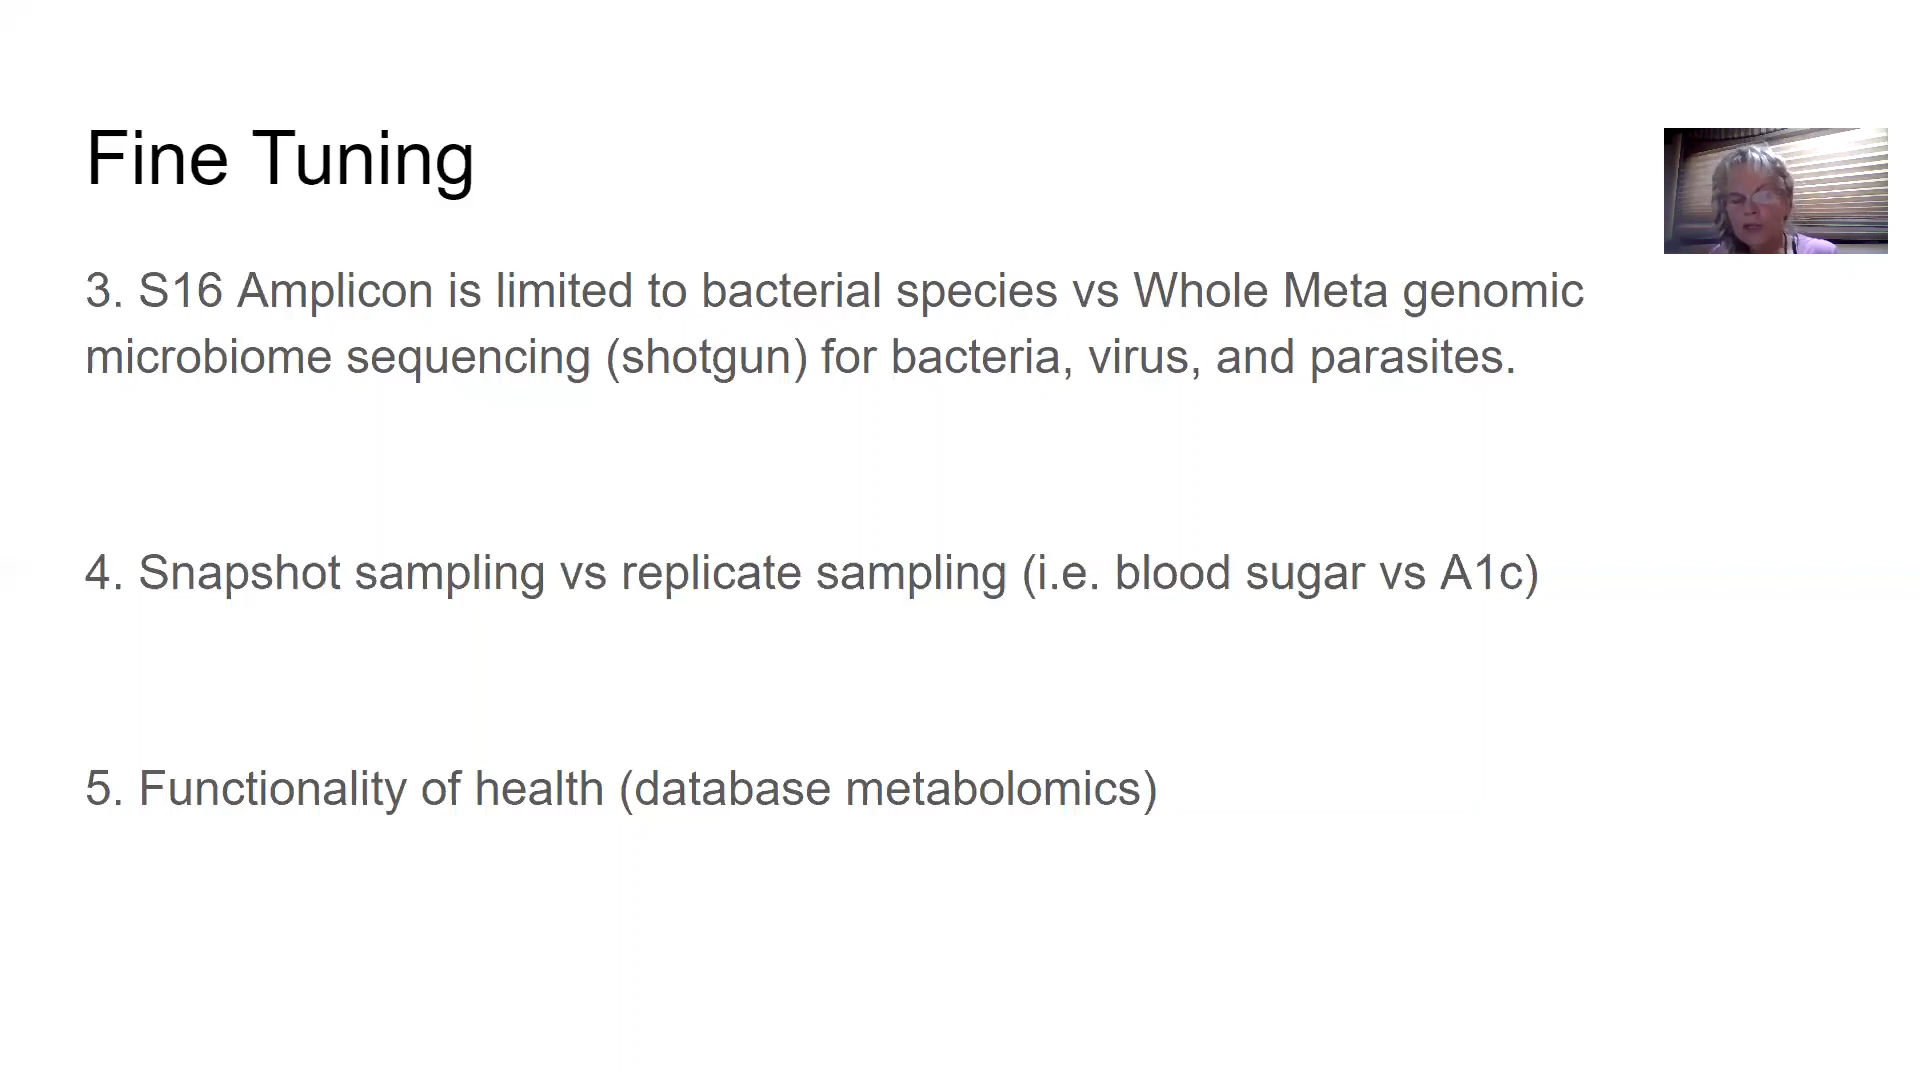 Fine Tuning
3. S16 Amplicon is limited to bacterial species vs Whole Meta genomic
microbiome sequencing (shotgun) for bacteria, virus, and parasites.
4. Snapshot sampling vs replicate sampling (i.e. blood sugar vs A1c)
5. Functionality of health (database metabolomics)